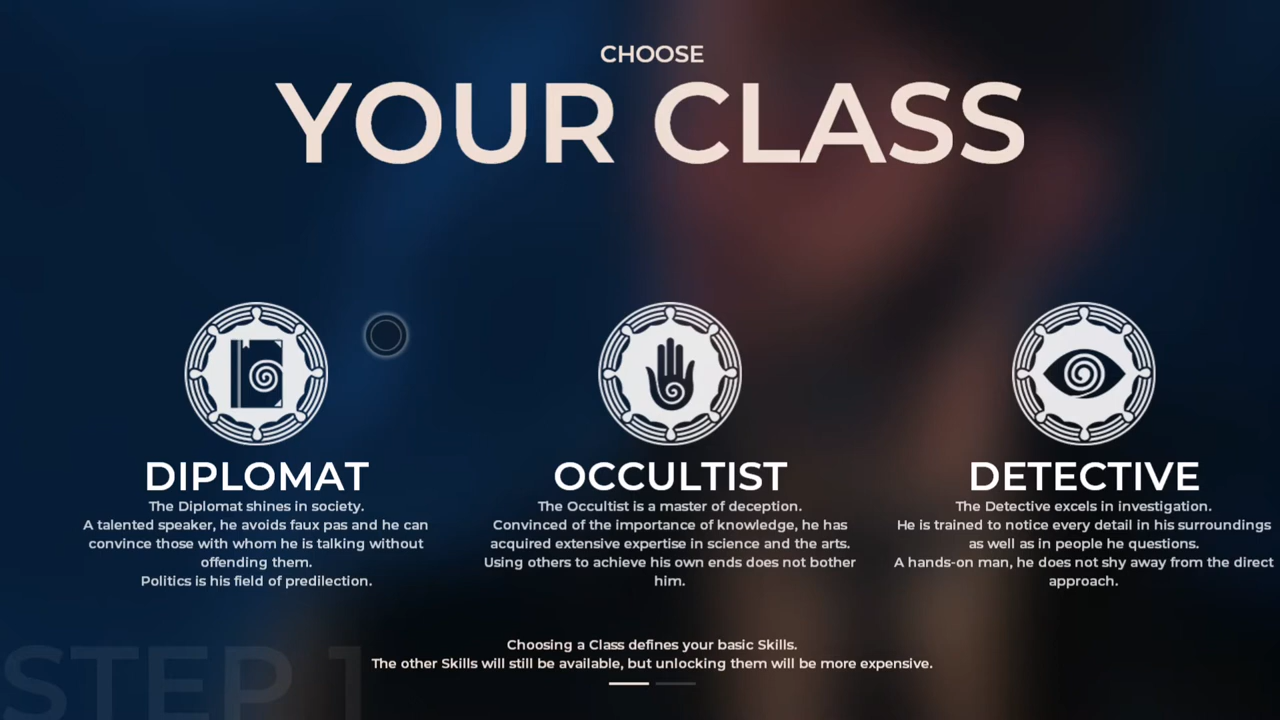 CHOOSE
YOUR CLASS
DIPLOMAT
The Diplomat shines in society.
A talented speaker, he avoids faux pas and he can
convince those with whom he is talking without
offending them.
Politics is his field of predilection.
OCCULTIST
The Occultist is a master of deception.
Convinced of the importance of knowledge, he has
acquired extensive expertise in science and the arts.
Using others to achieve his own ends does not bother
him.
DETECTIVE
The Detective excels in investigation.
He is trained to notice every detail in his surroundings
as well as in people he questions.
A hands-on man, he does not shy away from the direct
approach.
Choosing a Class defines your basic Skills.
The other Skills will still be available, but unlocking them will be more expensive.
STEP 1